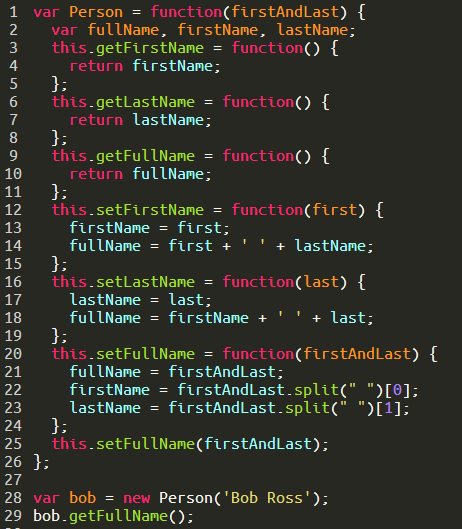 1 var Person = function(firstAndLast) {
2   var fullName, firstName, lastName;
3   this.getFirstName = function() {
4     return firstName;
5   };
6   this.getLastName = function() {
7     return lastName;
8   };
9   this.getFullName = function() {
10     return fullName;
11   };
12   this.setFirstName = function(first) {
13     firstName = first;
14     fullName = first + ' ' + lastName;
15   };
16   this.setLastName = function(last) {
17     lastName = last;
18     fullName = firstName + ' ' + last;
19   };
20   this.setFullName = function(firstAndLast) {
21     fullName = firstAndLast;
22     firstName = firstAndLast.split(" ")[0];
23     lastName = firstAndLast.split(" ")[1];
24   };
25   this.setFullName(firstAndLast);
26 };
27
28 var bob = new Person('Bob Ross');
29 bob.getFullName();